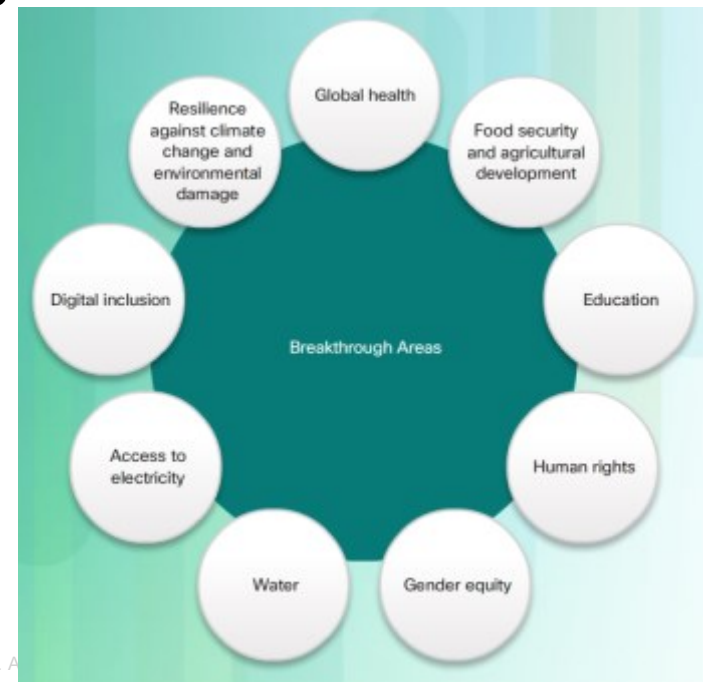 Global health
Food security
and agricultural
development
Education
Human rights
Gender equity
Water
Access to
electricity
Digital inclusion
Resilience
against climate
change and
environmental
damage
Breakthrough Areas